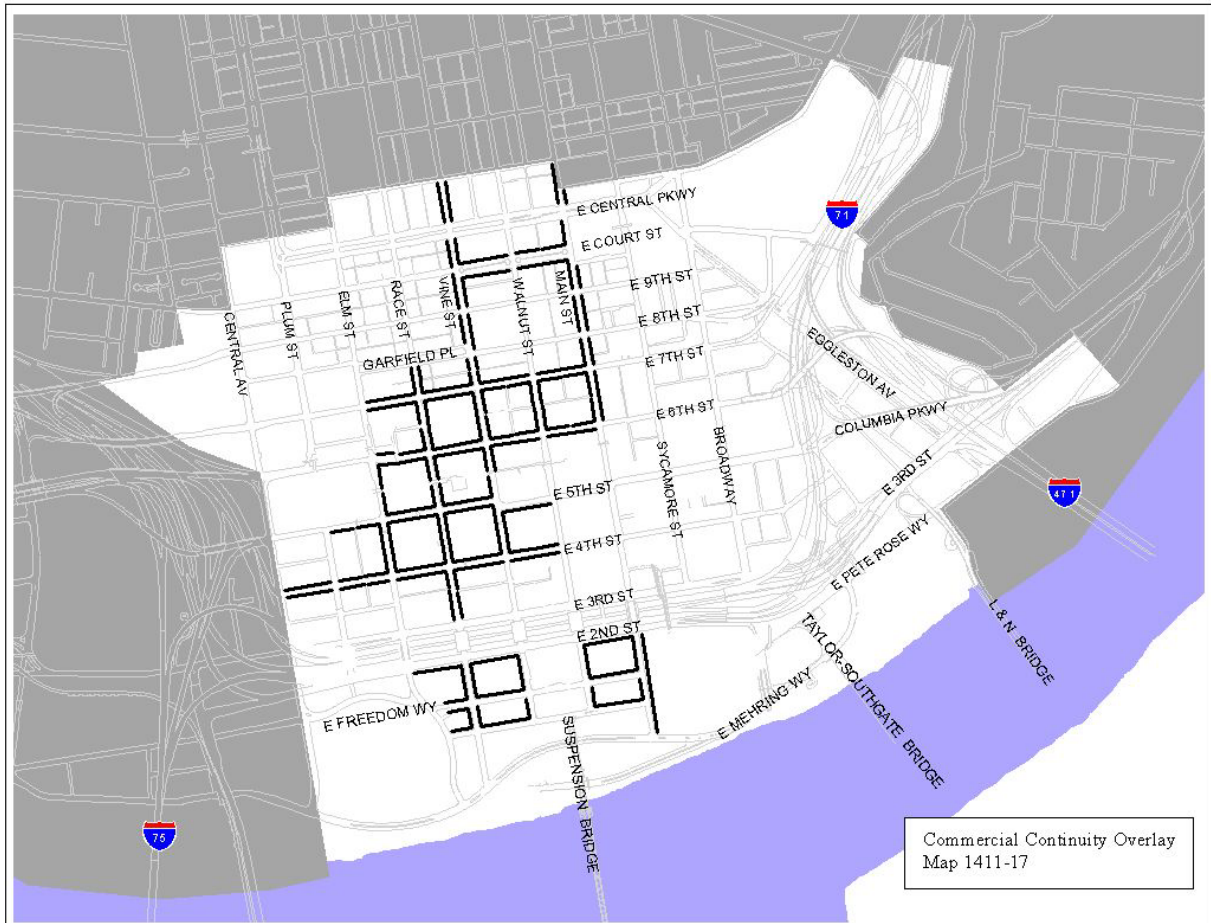 E CENTRAL PKWY
71
E COURT ST
E 9TH ST
VINE ST
WALNUT ST
MAIN ST
RACE ST
ELM ST
PLUM ST
CENTRAL AV
E 8TH ST
GARFIELD PL
E 7TH ST
EGGLESTON AV
E 6TH ST
COLUMBIA PKWY
BROADWAY
SYCAMORE ST
E 3RD ST
E 5TH ST
471
E 4TH ST
E PETE ROSE WY
E 3RD ST
L & N BRIDGE
E 2ND ST
TAYLOR-SOUTHGATE BRIDGE
E MEHRING WY
E FREEDOM WY
SUSPENSION BRIDGE
75
Commercial Continuity Overlay
Map 1411-17